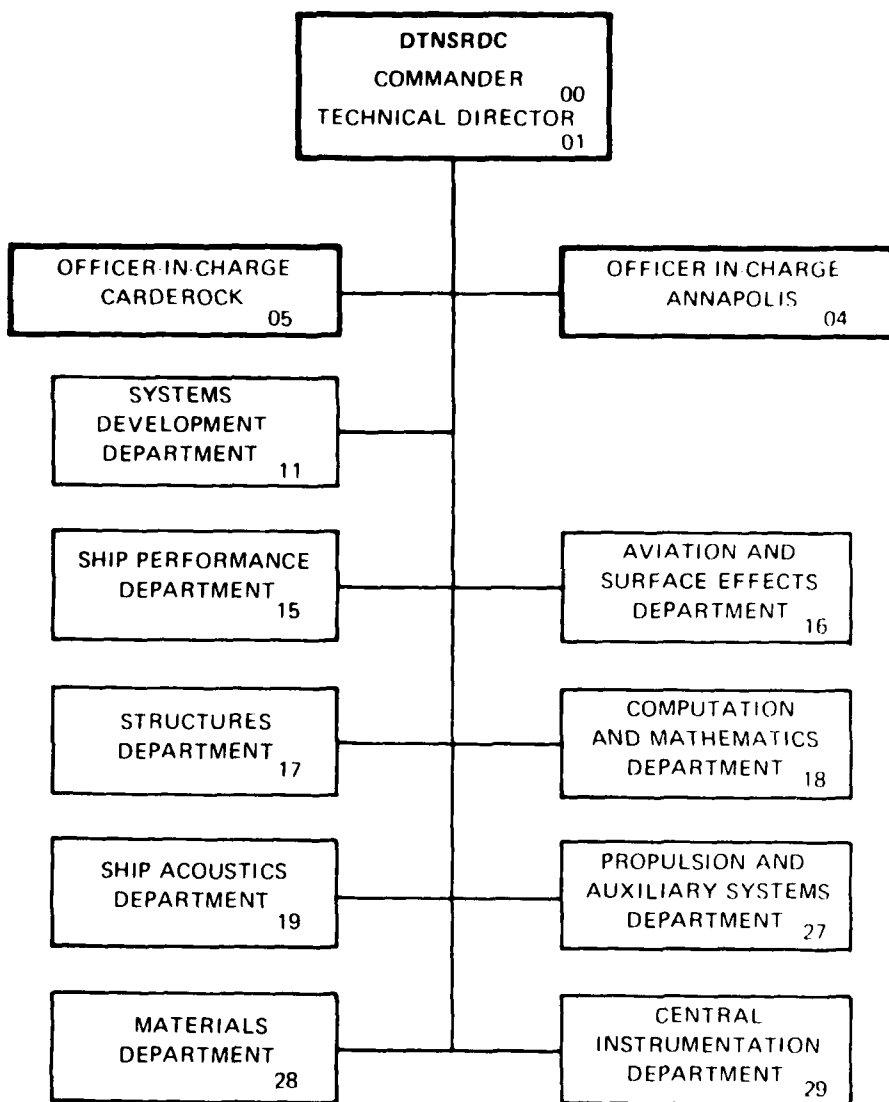 DTNSRDC
COMMANDER
00
TECHNICAL DIRECTOR
01
OFFICER-IN-CHARGE
CARDEROCK
05
OFFICER-IN-CHARGE
ANNAPOLIS
04
SYSTEMS
DEVELOPMENT
DEPARTMENT
11
SHIP PERFORMANCE
DEPARTMENT
15
AVIATION AND
SURFACE EFFECTS
DEPARTMENT
16
STRUCTURES
DEPARTMENT
17
COMPUTATION
AND MATHEMATICS
DEPARTMENT
18
SHIP ACOUSTICS
DEPARTMENT
19
PROPULSION AND
AUXILIARY SYSTEMS
DEPARTMENT
27
MATERIALS
DEPARTMENT
28
CENTRAL
INSTRUMENTATION
DEPARTMENT
29